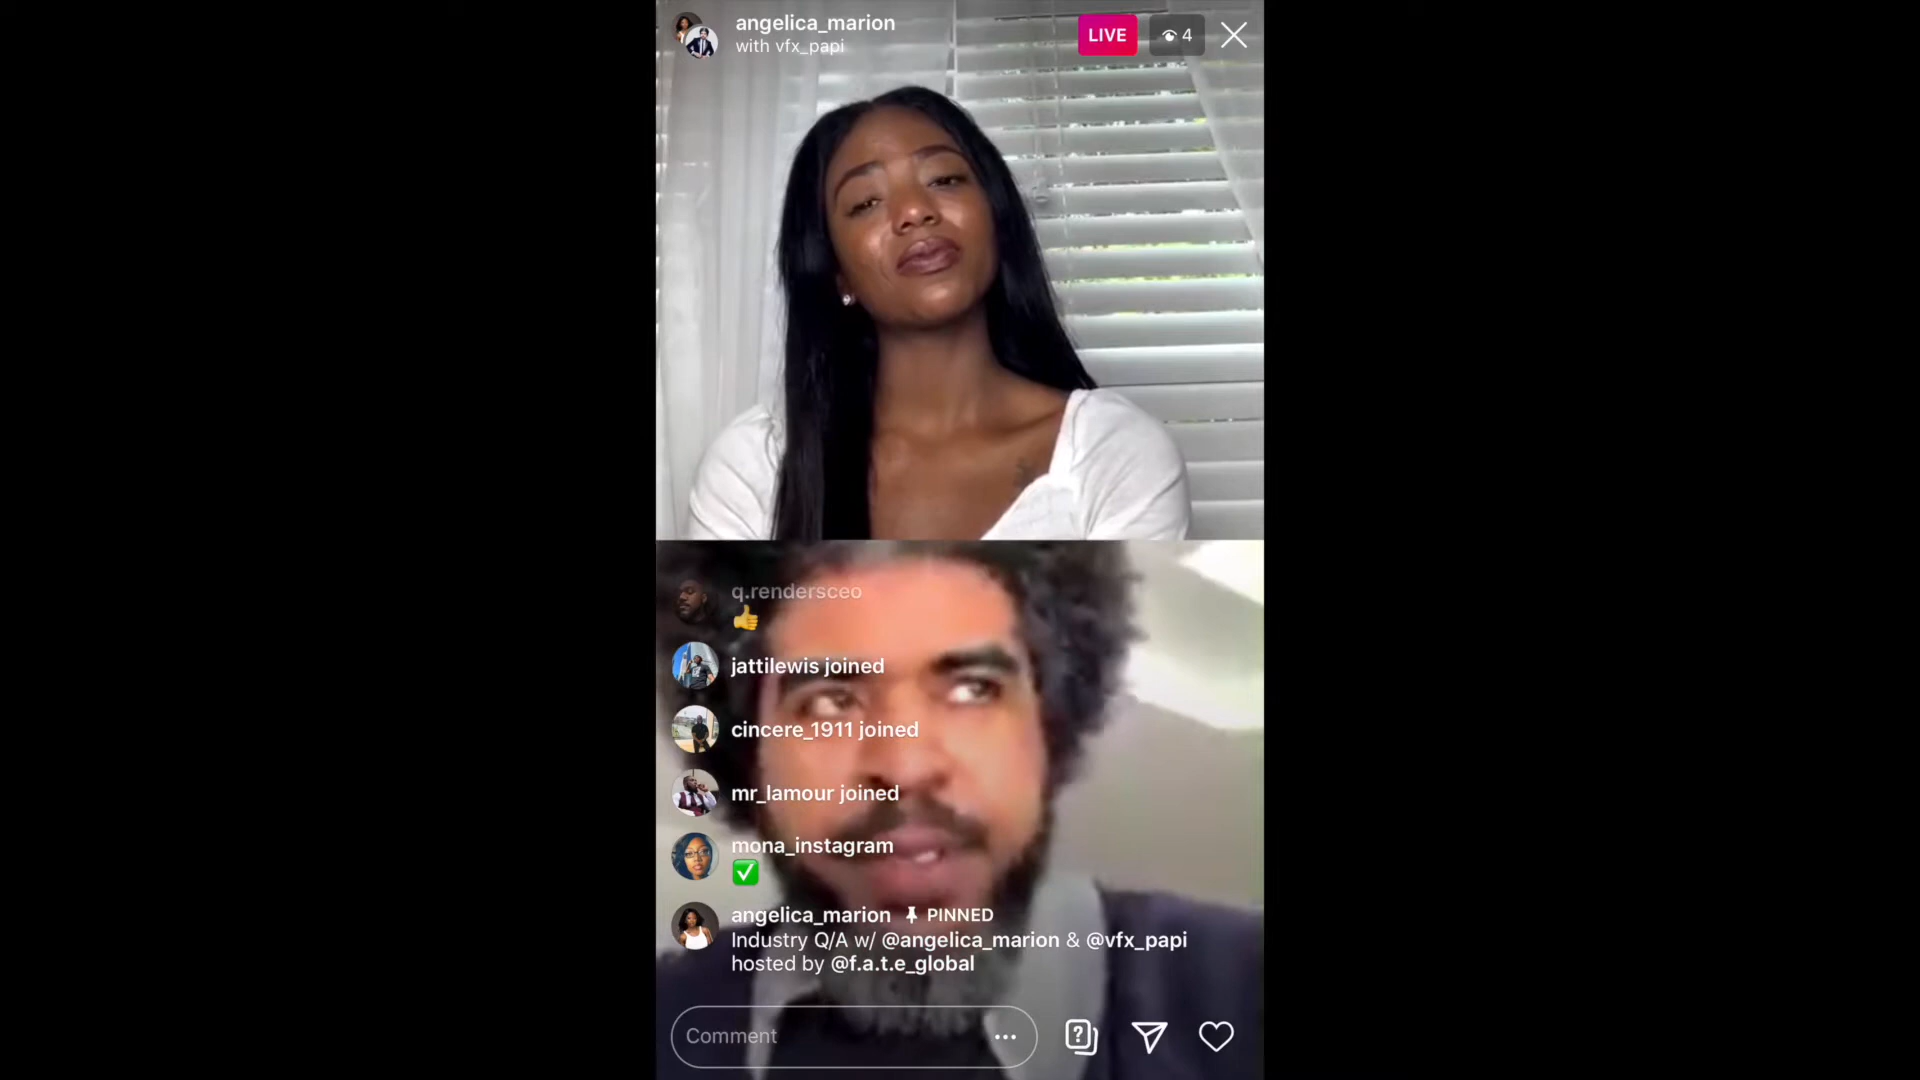 angelica_marion
with vfx_papi
LIVE
4
q.rendersceo
👍
jattilewis joined
cincere_1911 joined
mr_lamour joined
mona_instagram
✅
angelica_marion 📌 PINNED
Industry Q/A w/ @angelica_marion & @vfx_papi
hosted by @f.a.t.e_global
Comment